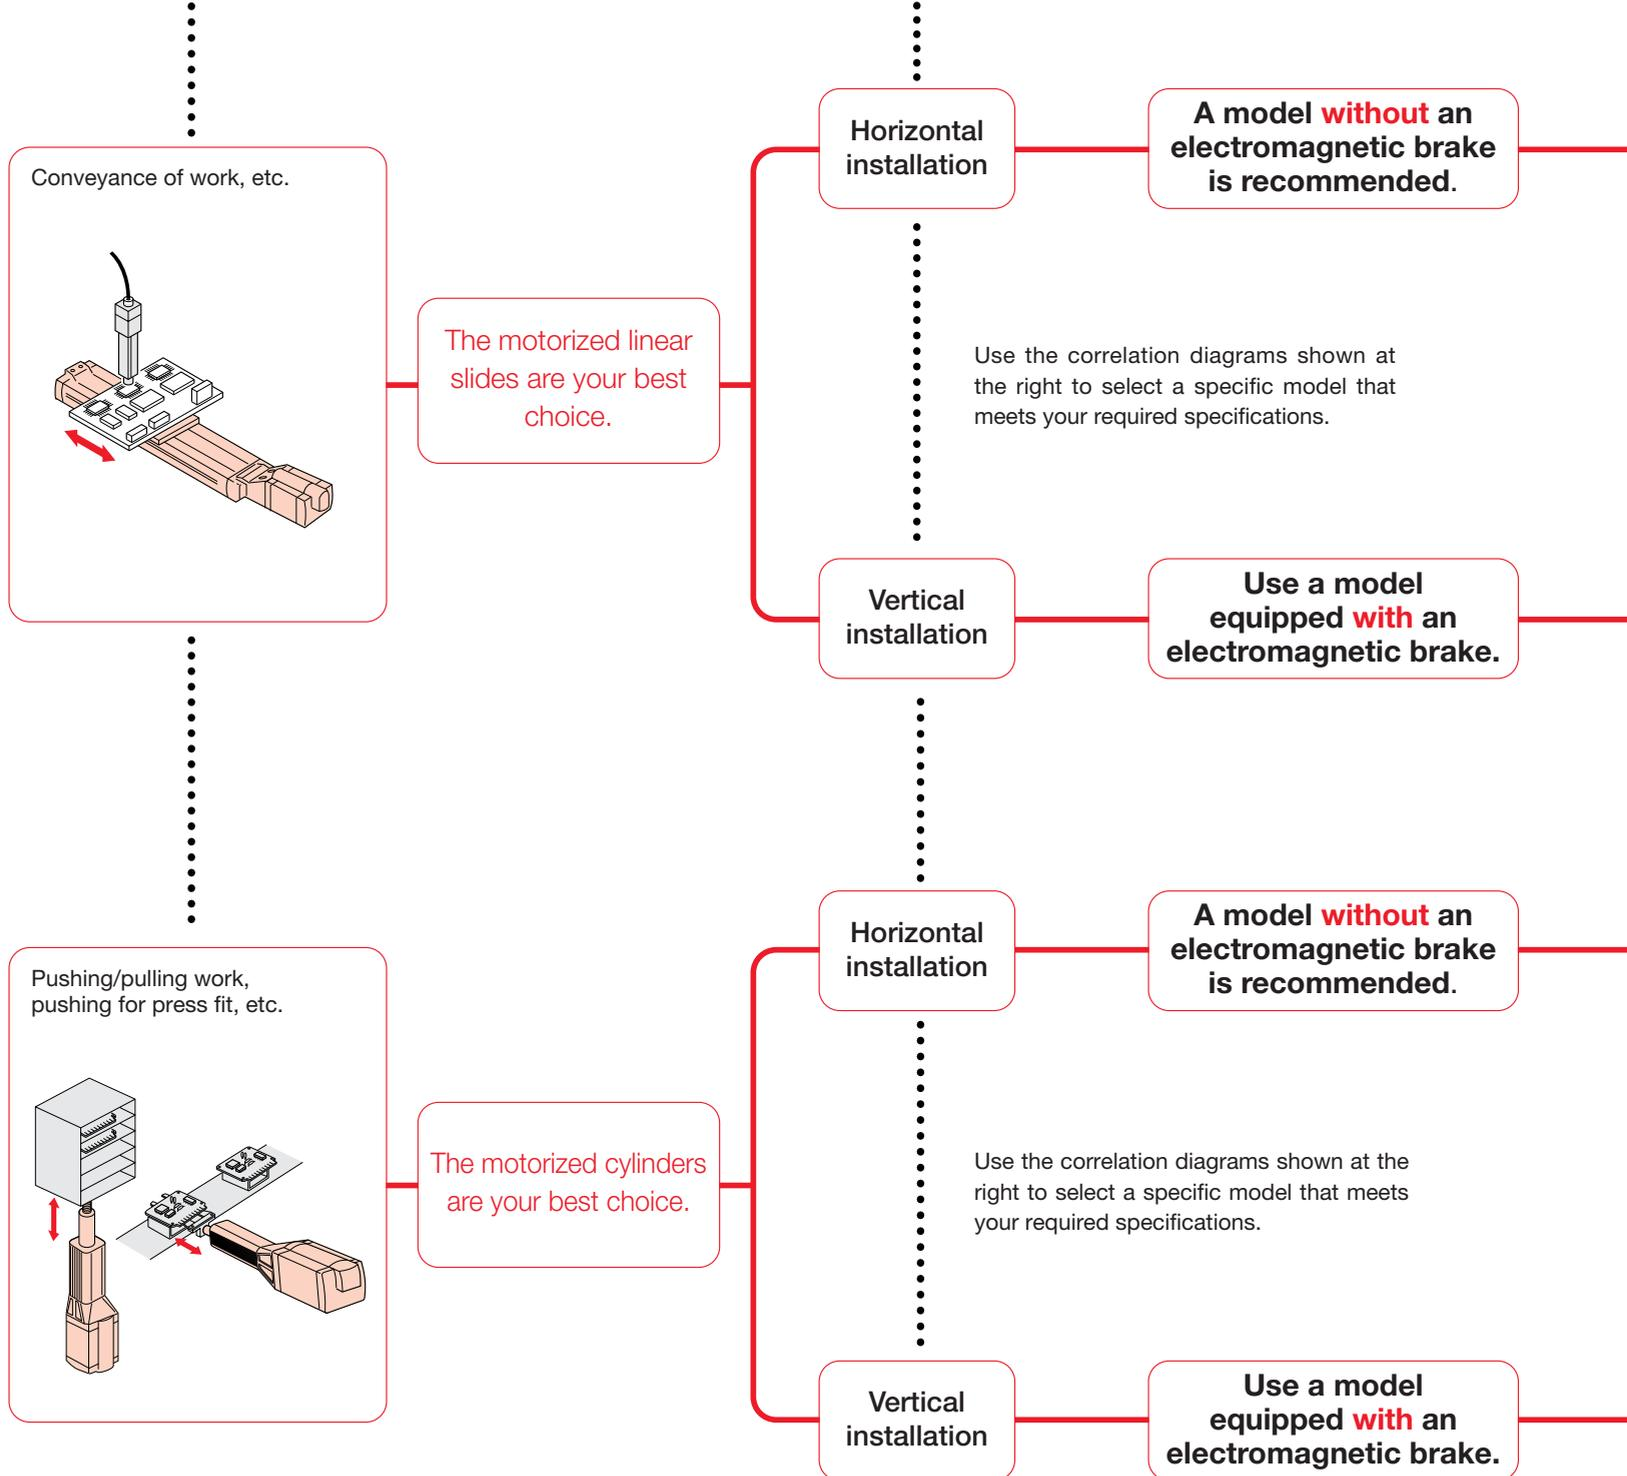 Conveyance of work, etc.
The motorized linear
slides are your best
choice.
Horizontal
installation
A model without an
electromagnetic brake
is recommended.
Use the correlation diagrams shown at
the right to select a specific model that
meets your required specifications.
Vertical
installation
Use a model
equipped with an
electromagnetic brake.
Pushing/pulling work,
pushing for press fit, etc.
The motorized cylinders
are your best choice.
Horizontal
installation
A model without an
electromagnetic brake
is recommended.
Use the correlation diagrams shown at the
right to select a specific model that meets
your required specifications.
Vertical
installation
Use a model
equipped with an
electromagnetic brake.